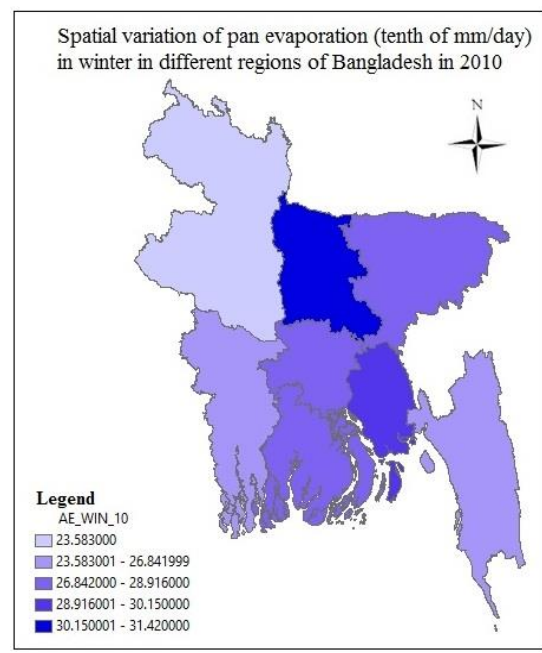 Spatial variation of pan evaporation (tenth of mm/day)
in winter in different regions of Bangladesh in 2010
N
Legend
AE_WIN_10
23.583000
23.583001 - 26.841999
26.842000 - 28.916000
28.916001 - 30.150000
30.150001 - 31.420000